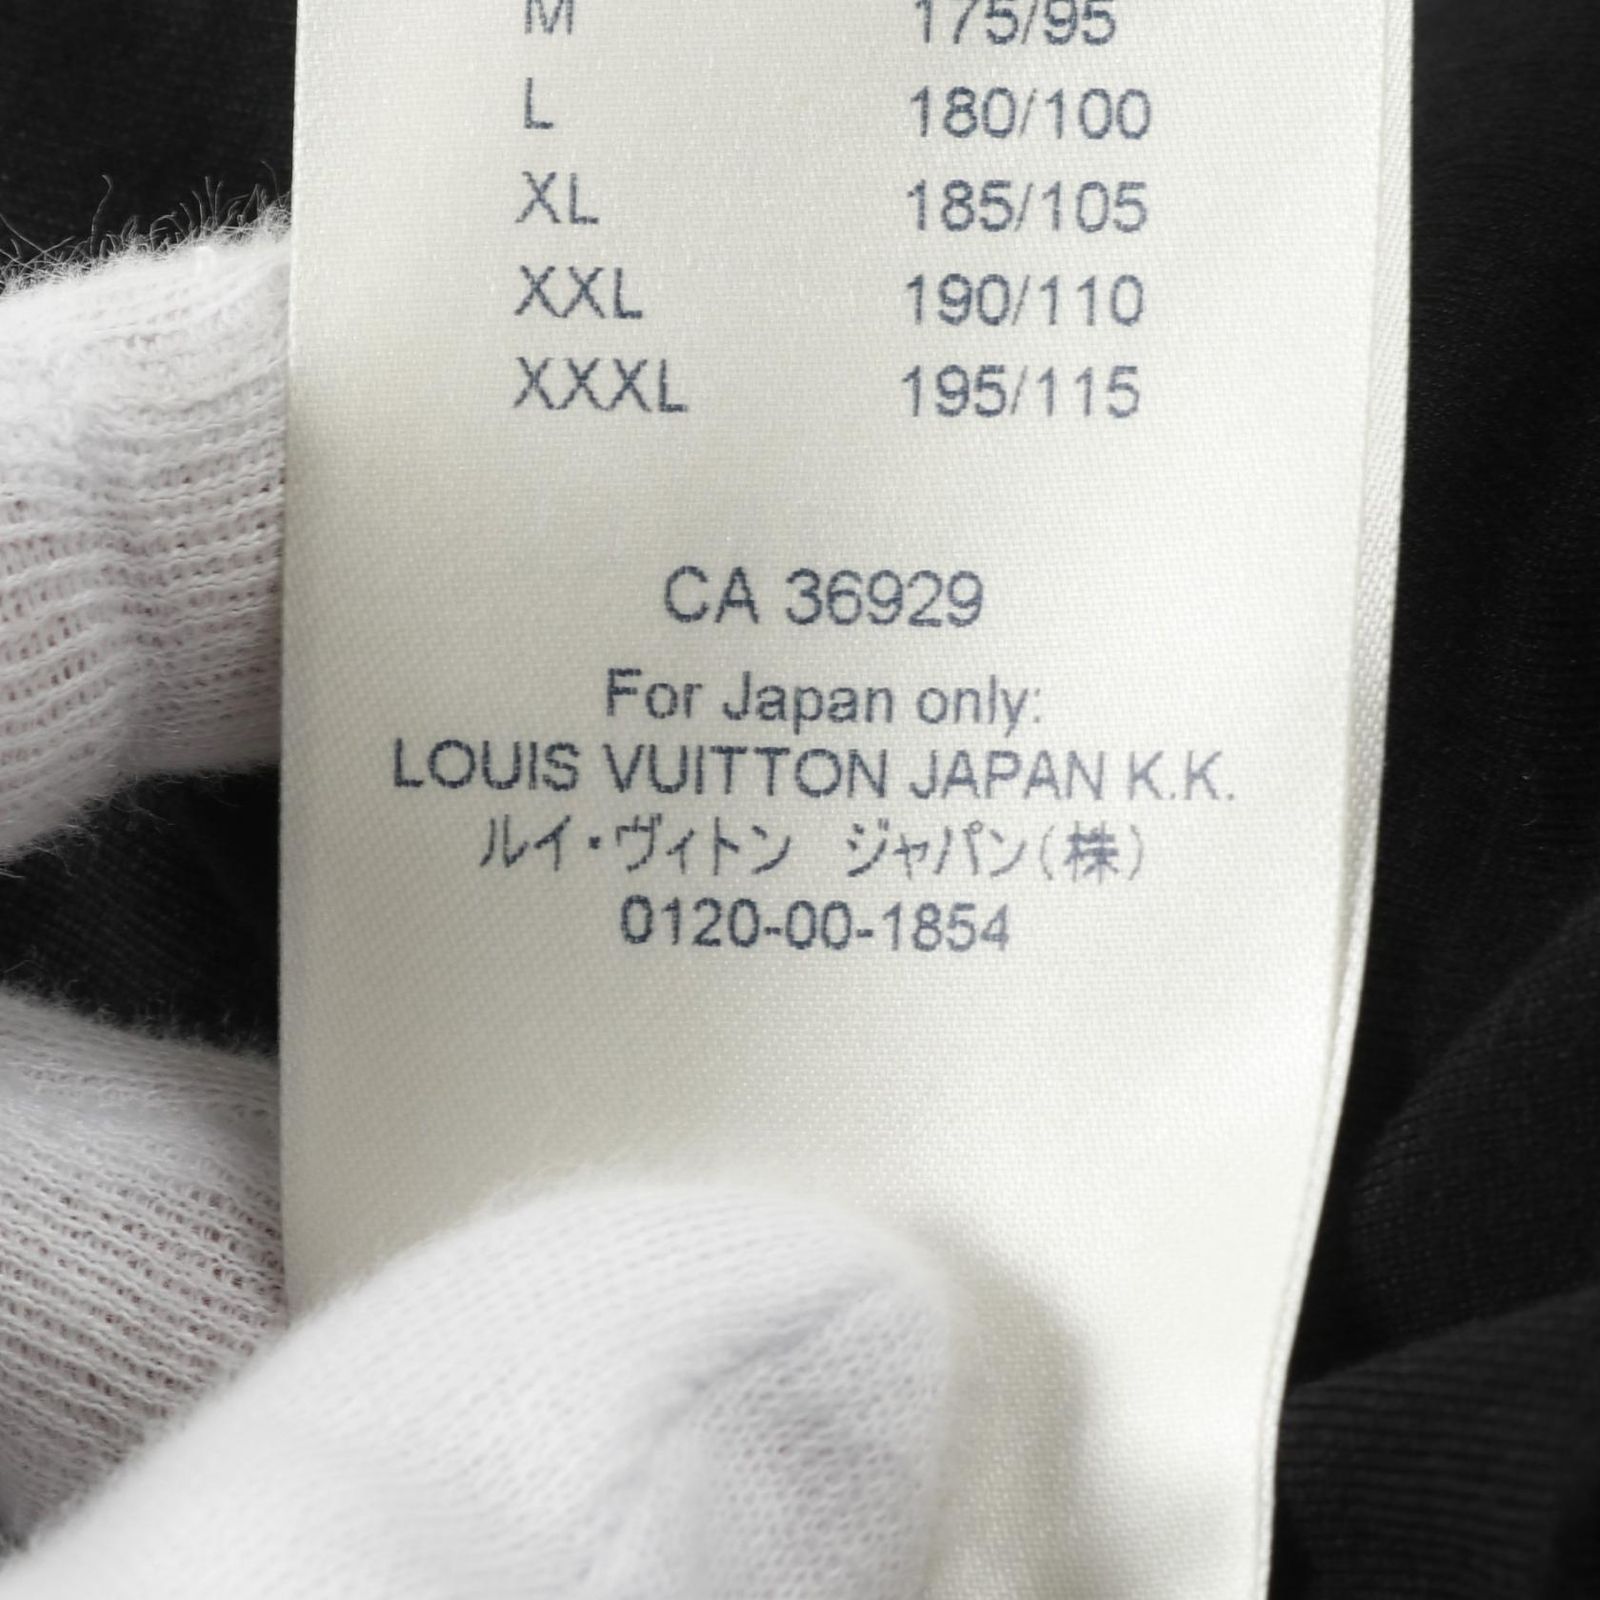 M 175/95
L 180/100
XL 185/105
XXL 190/110
XXXL 195/115
CA 36929
For Japan only:
LOUIS VUITTON JAPAN K.K.
ルイ・ヴィトン　ジャパン(株)
0120-00-1854